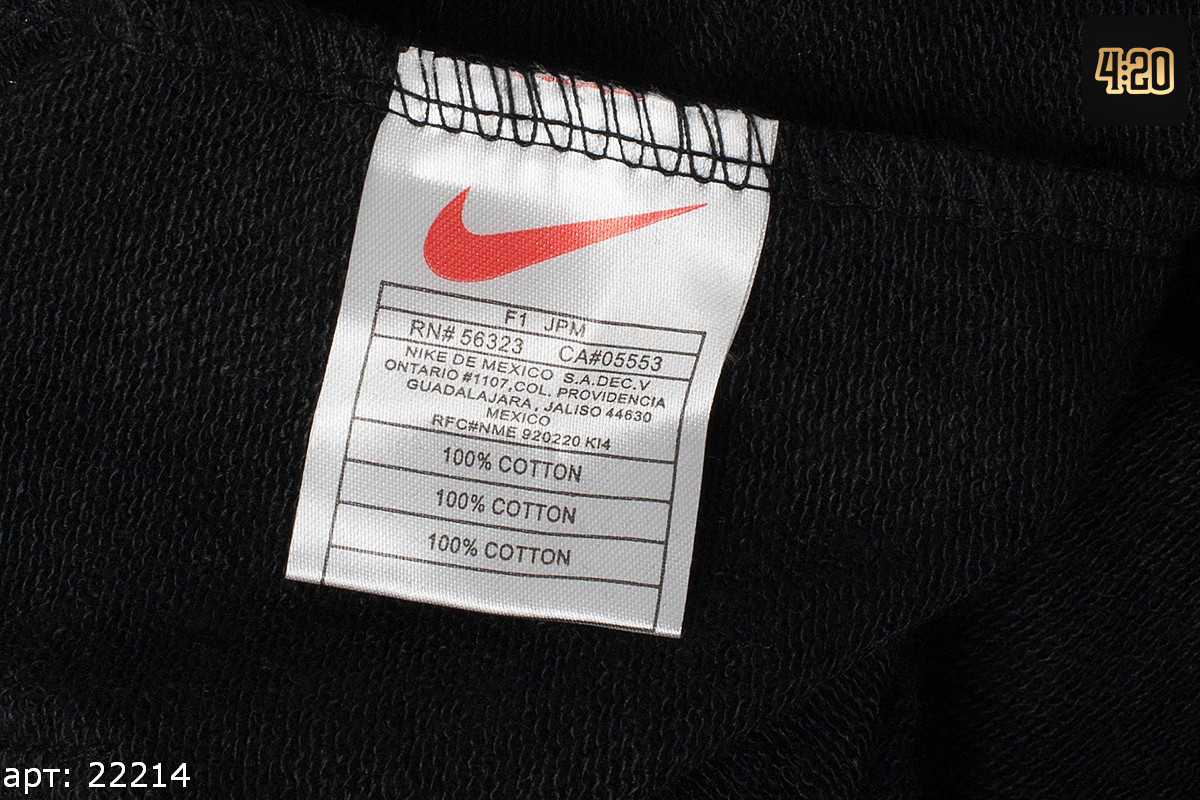 4:20
F1 JPM
RN# 56323 CA#05553
NIKE DE MEXICO S.A.DEC.V
ONTARIO #1107,COL. PROVIDENCIA
GUADALAJARA, JALISO 44630
MEXICO
RFC#NME 920220 KI4
100% COTTON
100% COTTON
100% COTTON
арт: 22214